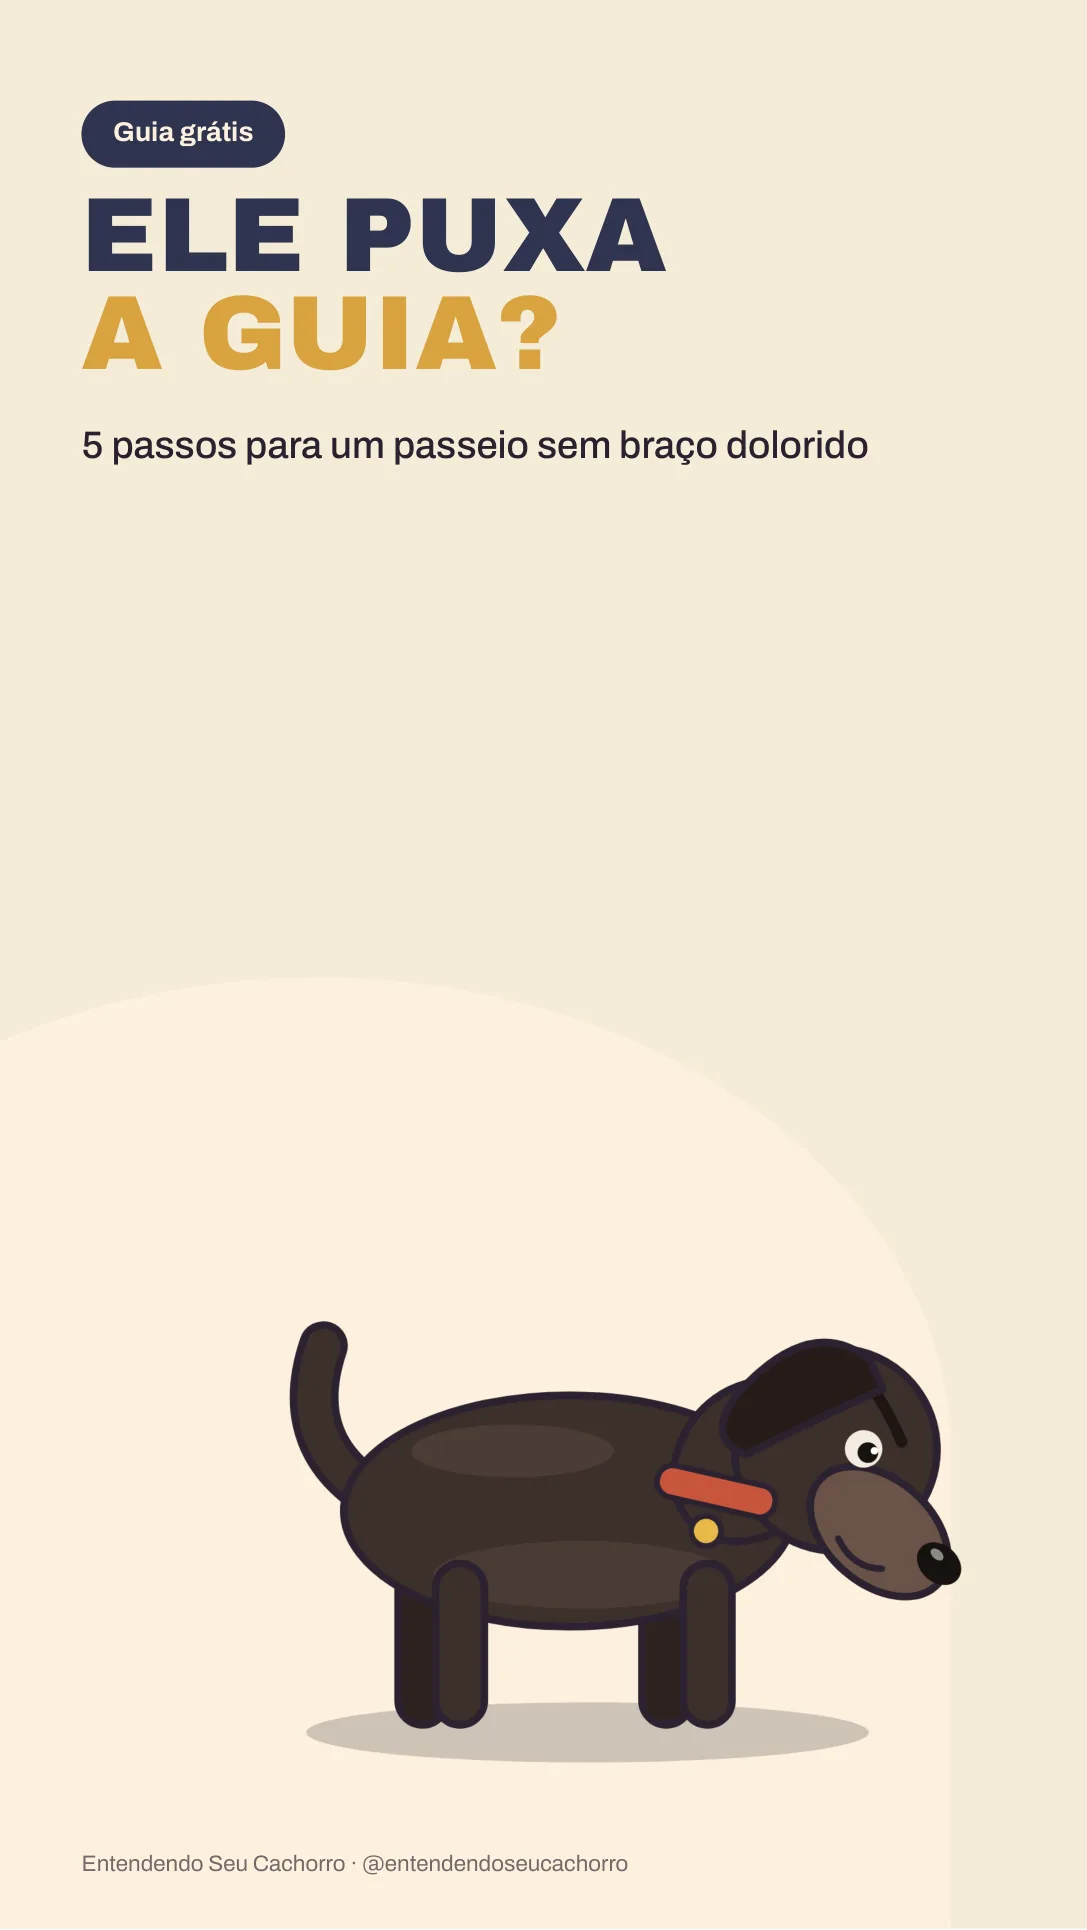 Guia grátis
ELE PUXA
A GUIA?
5 passos para um passeio sem braço dolorido
Entendendo Seu Cachorro · @entendendoseucachorro